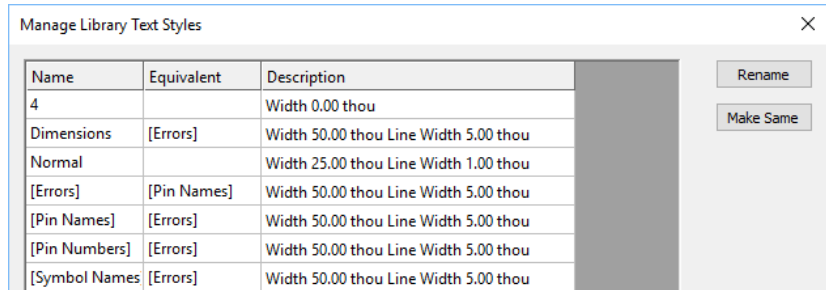 Manage Library Text Styles
Name Equivalent Description Rename
4 Width 0.00 thou Make Same
Dimensions [Errors] Width 50.00 thou Line Width 5.00 thou
Normal Width 25.00 thou Line Width 1.00 thou
[Errors] [Pin Names] Width 50.00 thou Line Width 5.00 thou
[Pin Names] [Errors] Width 50.00 thou Line Width 5.00 thou
[Pin Numbers] [Errors] Width 50.00 thou Line Width 5.00 thou
[Symbol Names [Errors] Width 50.00 thou Line Width 5.00 thou